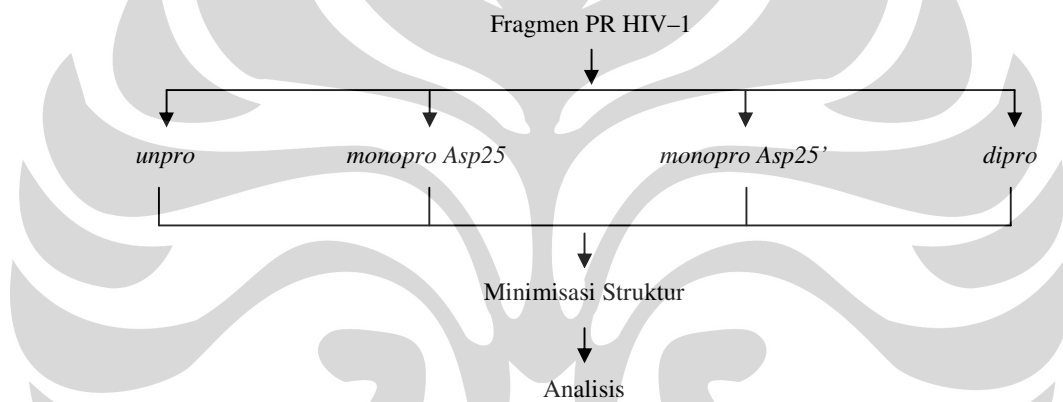 Fragmen PR HIV–1
unpro monopro Asp25 monopro Asp25’ dipro
Minimisasi Struktur
Analisis